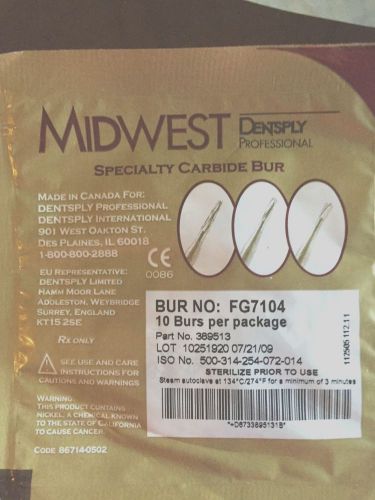 MIDWEST DENTSPLY
PROFESSIONAL
SPECIALTY CARBIDE BUR
MADE IN CANADA FOR:
DENTSPLY PROFESSIONAL
DENTSPLY INTERNATIONAL
901 WEST OAKTON ST.
DES PLAINES, IL 60018
1-800-800-2888
CE
0086
EU REPRESENTATIVE:
DENTSPLY LIMITED
HAMM MOOR LANE
ADDLESTON, WEYBRIDGE
SURREY, ENGLAND
KT15 2SE
RX ONLY
SEE USE AND CARE
INSTRUCTIONS FOR
CAUTIONS AND WARNINGS
WARNING:
THIS PRODUCT CONTAINS
NICKEL, A CHEMICAL KNOWN
TO THE STATE OF CALIFORNIA
TO CAUSE CANCER.
CODE 86714-0502
BUR NO: FG7104
10 Burs per package
Part No. 389513
LOT 10251920 07/21/09
ISO No. 500-314-254-072-014
STERILIZE PRIOR TO USE
Steam autoclave at 134°C/274°F for a minimum of 3 minutes
112505 112.11